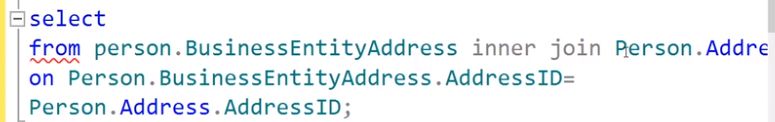 select
from person.BusinessEntityAddress inner join Person.Addre
on Person.BusinessEntityAddress.AddressID=
Person.Address.AddressID;